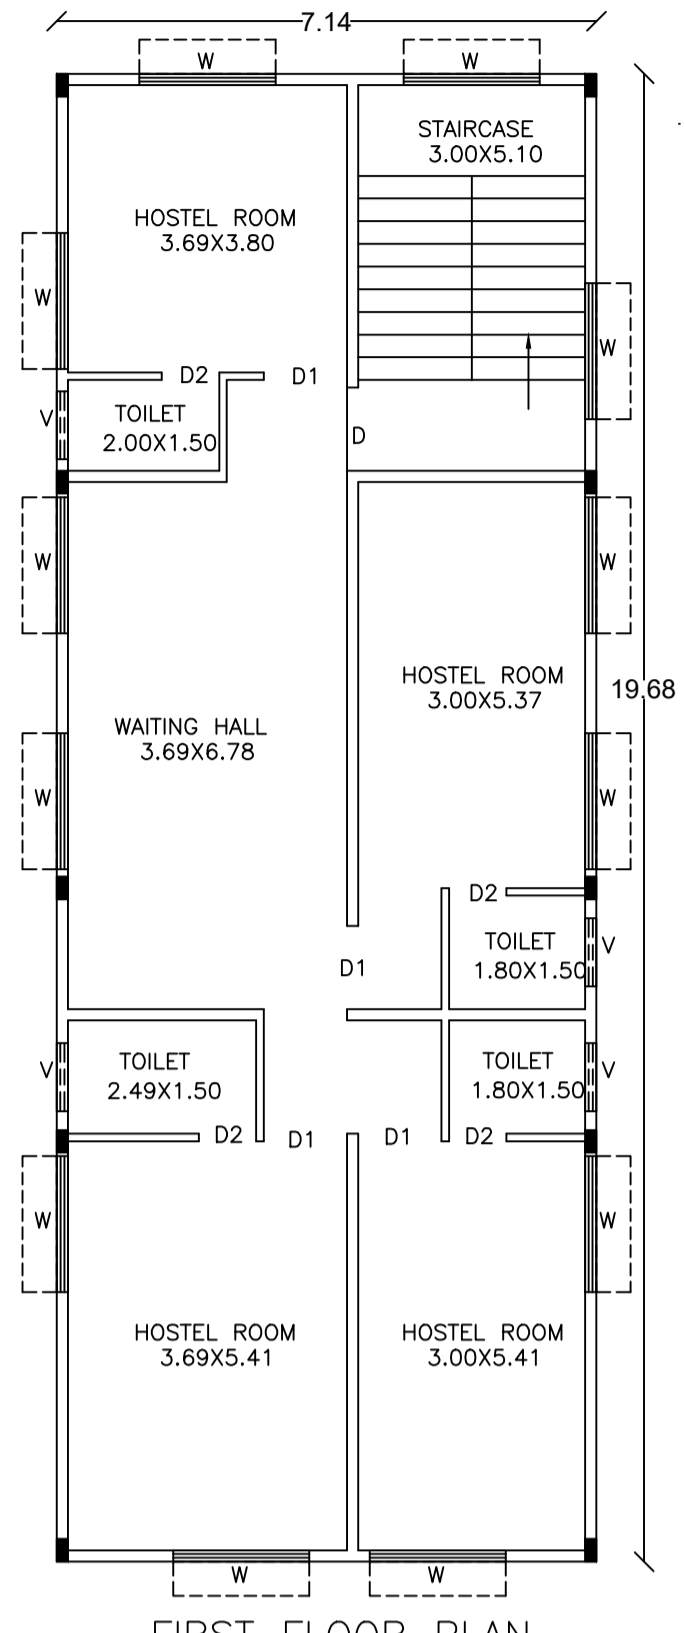 7.14
W
W
STAIRCASE
3.00X5.10
HOSTEL ROOM
3.69X3.80
W
W
D2
D1
TOILET
2.00X1.50
V
D
W
W
HOSTEL ROOM
3.00X5.37
19.68
WAITING HALL
3.69X6.78
W
W
D2
TOILET
1.80X1.50
V
D1
TOILET
2.49X1.50
V
TOILET
1.80X1.50
V
D2
D1
D1
D2
W
W
HOSTEL ROOM
3.69X5.41
HOSTEL ROOM
3.00X5.41
W
W
FIRST FLOOR PLAN